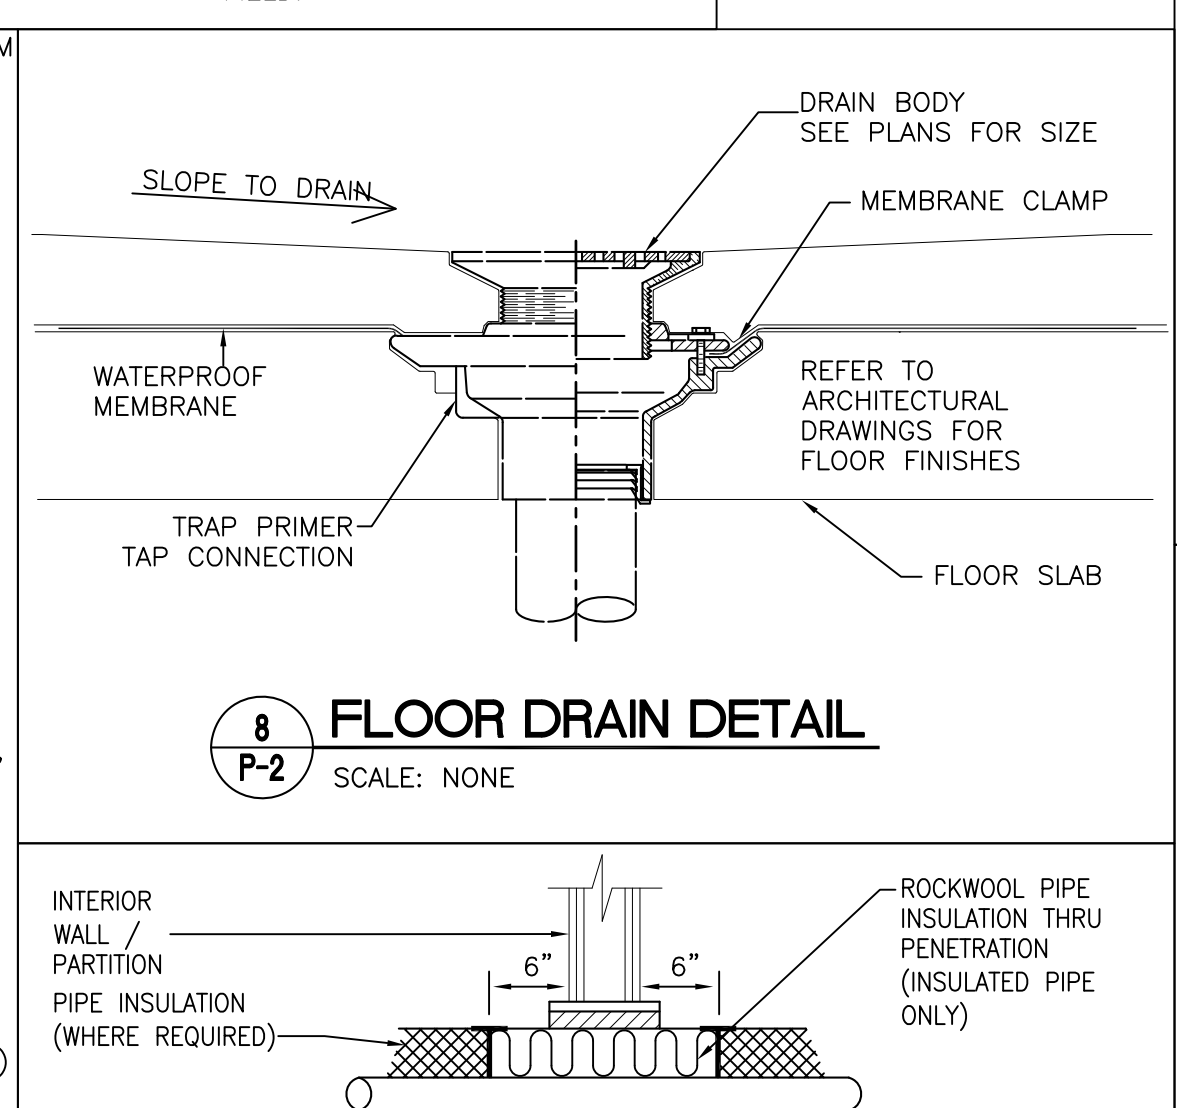 M
DRAIN BODY
SEE PLANS FOR SIZE
SLOPE TO DRAIN
MEMBRANE CLAMP
WATERPROOF
MEMBRANE
REFER TO
ARCHITECTURAL
DRAWINGS FOR
FLOOR FINISHES
TRAP PRIMER
TAP CONNECTION
FLOOR SLAB
8
P-2
FLOOR DRAIN DETAIL
SCALE: NONE
INTERIOR
WALL /
PARTITION
PIPE INSULATION
(WHERE REQUIRED)
6"
6"
ROCKWOOL PIPE
INSULATION THRU
PENETRATION
(INSULATED PIPE
ONLY)